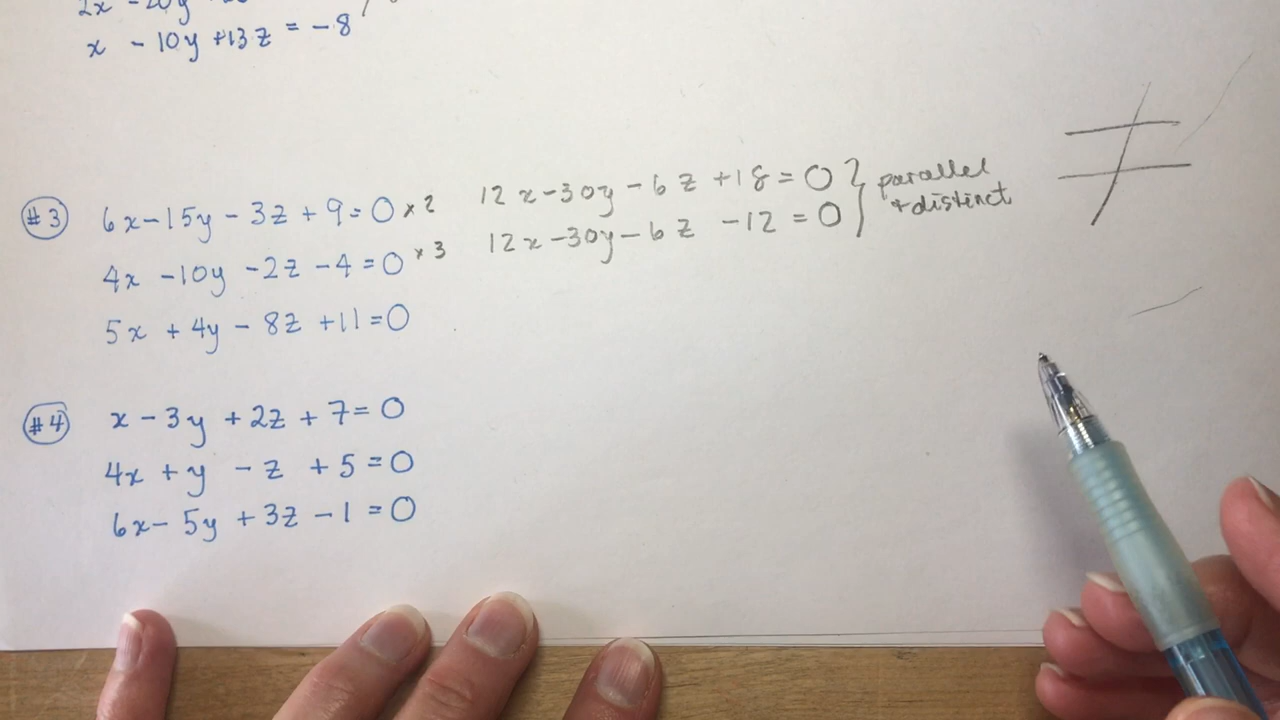 x - 10y + 13z = -8
#3 6x - 15y - 3z + 9 = 0 × 2 12x - 30y - 6z + 18 = 0 } parallel + distinct
4x - 10y - 2z - 4 = 0 × 3 12x - 30y - 6z - 12 = 0
5x + 4y - 8z + 11 = 0
#4 x - 3y + 2z + 7 = 0
4x + y - z + 5 = 0
6x - 5y + 3z - 1 = 0